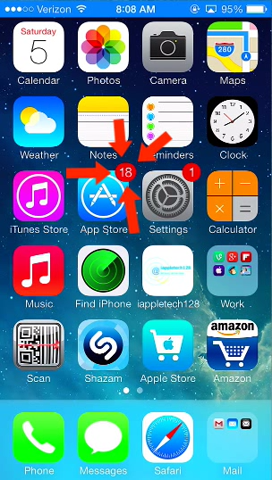 Verizon 8:08 AM 95%
Saturday
5
280
Calendar Photos Camera Maps
Weather Notes eminders Clock
18 1
iTunes Store App Store Settings Calculator
iappletech128
Music Find iPhone iappletech128 Work
amazon
Scan Shazam Apple Store Amazon
Phone Messages Safari Mail